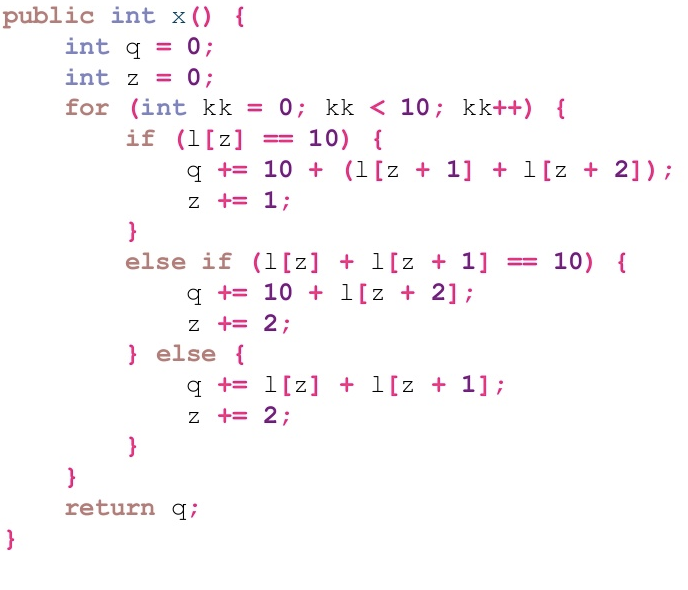 public int x() {
    int q = 0;
    int z = 0;
    for (int kk = 0; kk < 10; kk++) {
        if (l[z] == 10) {
            q += 10 + (l[z + 1] + l[z + 2]);
            z += 1;
        }
        else if (l[z] + l[z + 1] == 10) {
            q += 10 + l[z + 2];
            z += 2;
        } else {
            q += l[z] + l[z + 1];
            z += 2;
        }
    }
    return q;
}